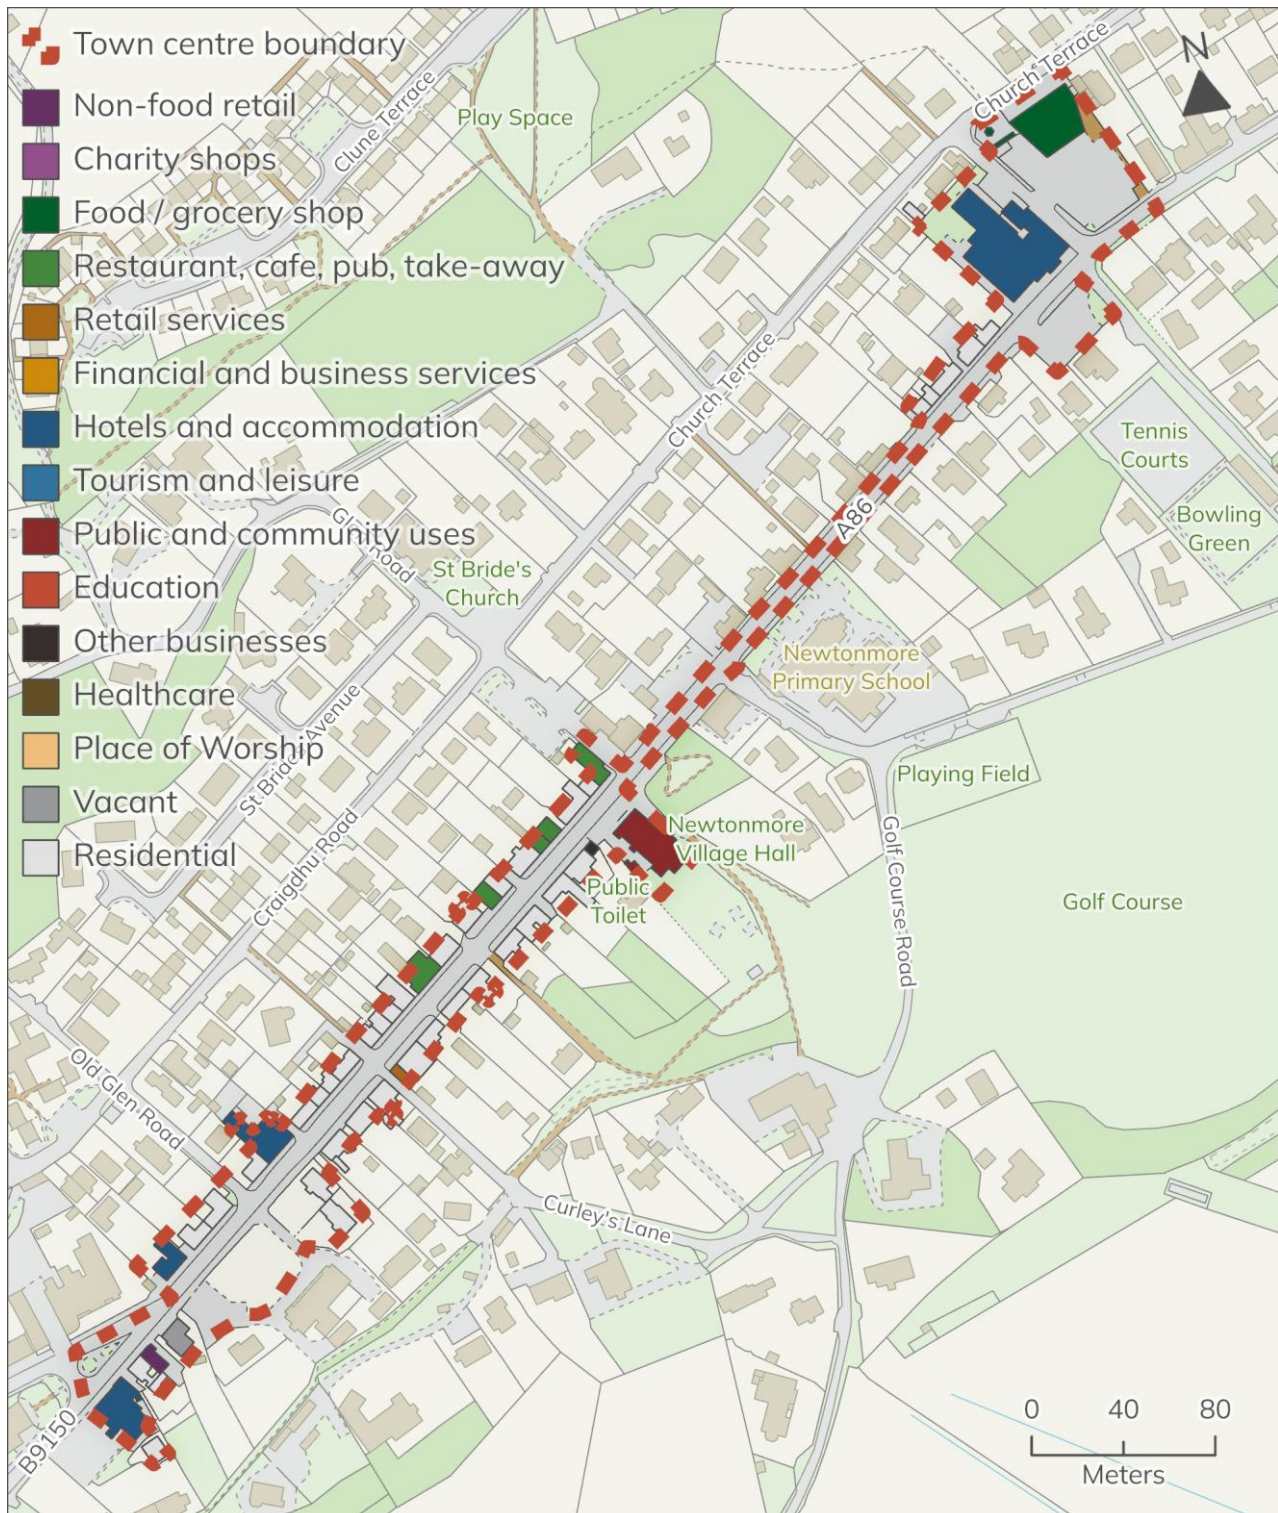 Town centre boundary
Non-food retail
Charity shops
Food / grocery shop
Restaurant, cafe, pub, take-away
Retail services
Financial and business services
Hotels and accommodation
Tourism and leisure
Public and community uses
Education
Other businesses
Healthcare
Place of Worship
Vacant
Residential
Clune Terrace
Play Space
Church Terrace
N
Church Terrace
Tennis
Courts
Bowling
Green
A86
Glen Road
St Bride's
Church
Newtonmore
Primary School
St Bride's Avenue
Craigdhu Road
Playing Field
Newtonmore
Village Hall
Public
Toilet
Golf Course Road
Golf Course
Old Glen Road
Curley's Lane
B9150
0 40 80
Meters